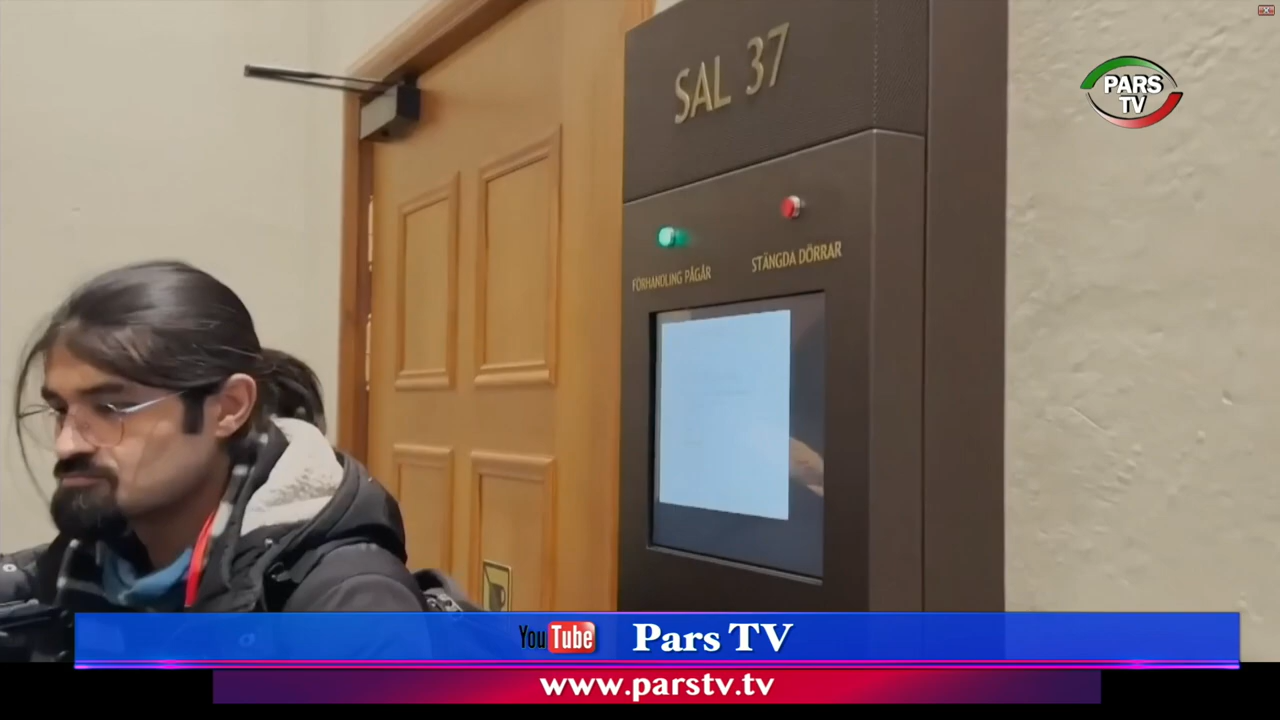 SAL 37
PARS
TV
FÖRHANDLING PÅGÅR
STÄNGDA DÖRRAR
YouTube
Pars TV
www.parstv.tv